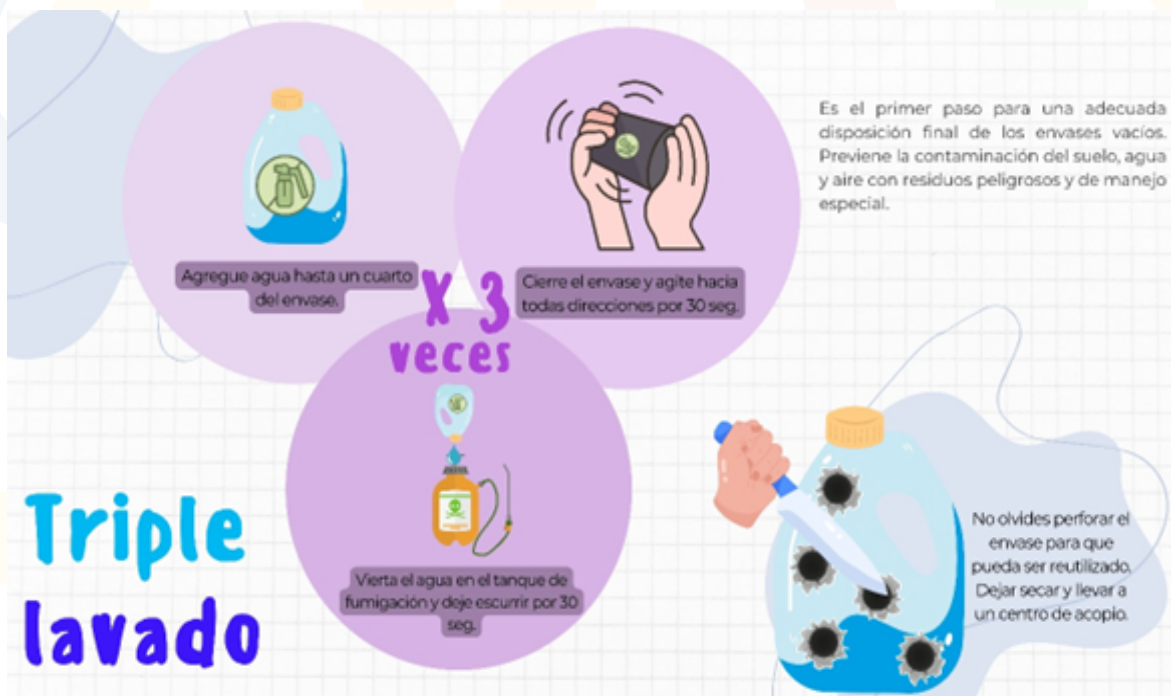 Agregue agua hasta un cuarto
del envase.
Cierre el envase y agite hacia
todas direcciones por 30 seg.
Es el primer paso para una adecuada
disposición final de los envases vacíos.
Previene la contaminación del suelo, agua
y aire con residuos peligrosos y de manejo
especial.
X 3
veces
Vierta el agua en el tanque de
fumigación y deje escurrir por 30
seg.
Triple
lavado
No olvides perforar el
envase para que
pueda ser reutilizado.
Dejar secar y llevar a
un centro de acopio.